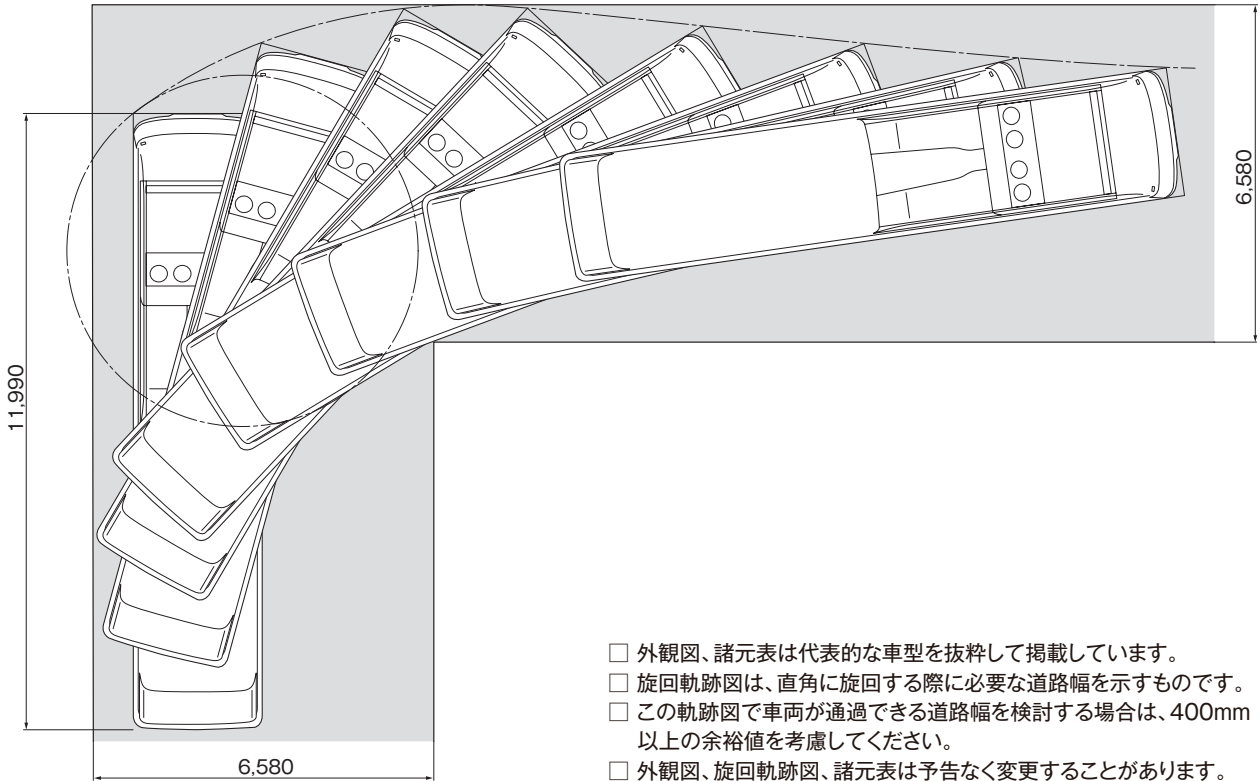 6,580
11,990
6,580
□ 外観図、諸元表は代表的な車型を抜粋して掲載しています。
□ 旋回軌跡図は、直角に旋回する際に必要な道路幅を示すものです。
□ この軌跡図で車両が通過できる道路幅を検討する場合は、400mm
以上の余裕値を考慮してください。
□ 外観図、旋回軌跡図、諸元表は予告なく変更することがあります。